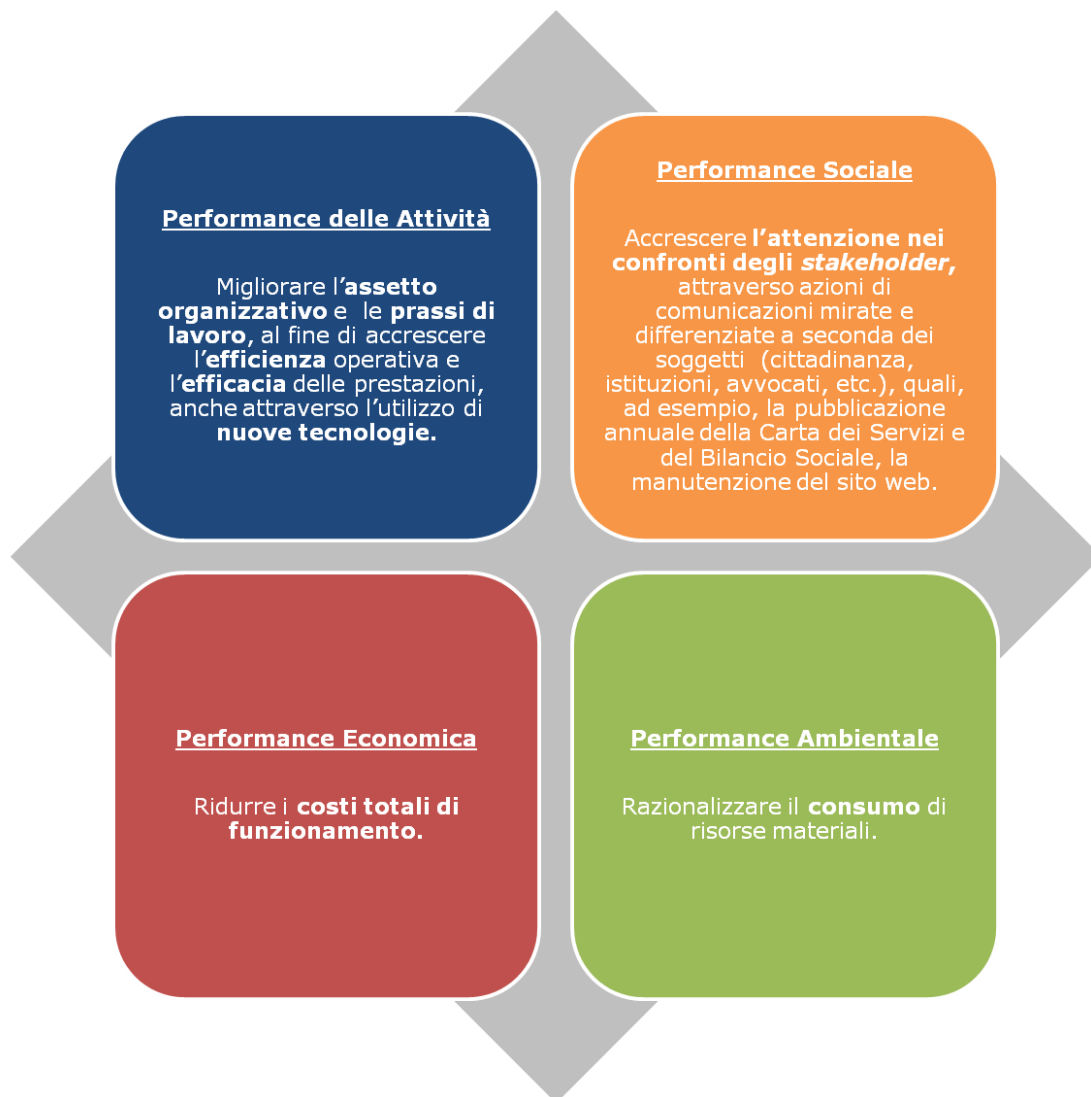 Performance delle Attività
Migliorare l’assetto
organizzativo e le prassi di
lavoro, al fine di accrescere
l’efficienza operativa e
l’efficacia delle prestazioni,
anche attraverso l’utilizzo di
nuove tecnologie.
Performance Sociale
Accrescere l’attenzione nei
confronti degli stakeholder,
attraverso azioni di
comunicazioni mirate e
differenziate a seconda dei
soggetti (cittadinanza,
istituzioni, avvocati, etc.), quali,
ad esempio, la pubblicazione
annuale della Carta dei Servizi e
del Bilancio Sociale, la
manutenzione del sito web.
Performance Economica
Ridurre i costi totali di
funzionamento.
Performance Ambientale
Razionalizzare il consumo di
risorse materiali.